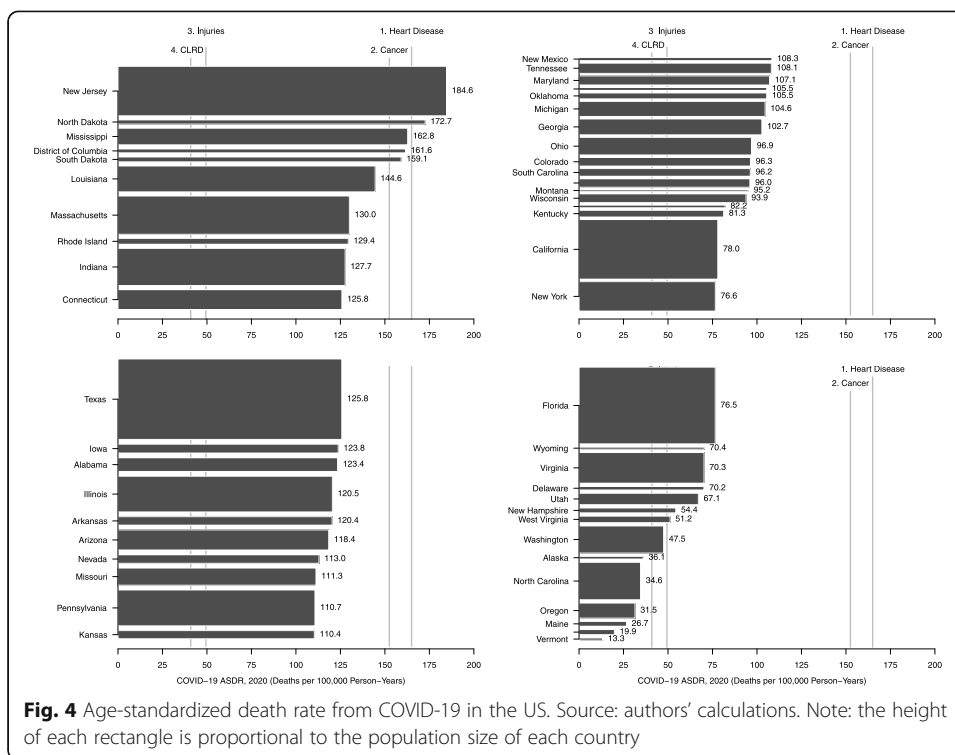 3. Injuries
1. Heart Disease
4. CLRD
2. Cancer
New Jersey 184.6
North Dakota 172.7
Mississippi 162.8
District of Columbia 161.6
South Dakota 159.1
Louisiana 144.6
Massachusetts 130.0
Rhode Island 129.4
Indiana 127.7
Connecticut 125.8
0 25 50 75 100 125 150 175 200
3 Injuries
1. Heart Disease
4. CLRD
2. Cancer
New Mexico 108.3
Tennessee 108.1
Maryland 107.1
105.5
Oklahoma 105.5
Michigan 104.6
Georgia 102.7
Ohio 96.9
Colorado 96.3
South Carolina 96.2
96.0
Montana 95.2
Wisconsin 93.9
82.2
Kentucky 81.3
California 78.0
New York 76.6
0 25 50 75 100 125 150 175 200
Texas 125.8
Iowa 123.8
Alabama 123.4
Illinois 120.5
Arkansas 120.4
Arizona 118.4
Nevada 113.0
Missouri 111.3
Pennsylvania 110.7
Kansas 110.4
0 25 50 75 100 125 150 175 200
COVID−19 ASDR, 2020 (Deaths per 100,000 Person−Years)
1. Heart Disease
2. Cancer
Florida 76.5
Wyoming 70.4
Virginia 70.3
Delaware 70.2
Utah 67.1
New Hampshire 54.4
West Virginia 51.2
Washington 47.5
Alaska 36.1
North Carolina 34.6
Oregon 31.5
Maine 26.7
19.9
Vermont 13.3
0 25 50 75 100 125 150 175 200
COVID−19 ASDR, 2020 (Deaths per 100,000 Person−Years)
Fig. 4 Age-standardized death rate from COVID-19 in the US. Source: authors' calculations. Note: the height
of each rectangle is proportional to the population size of each country